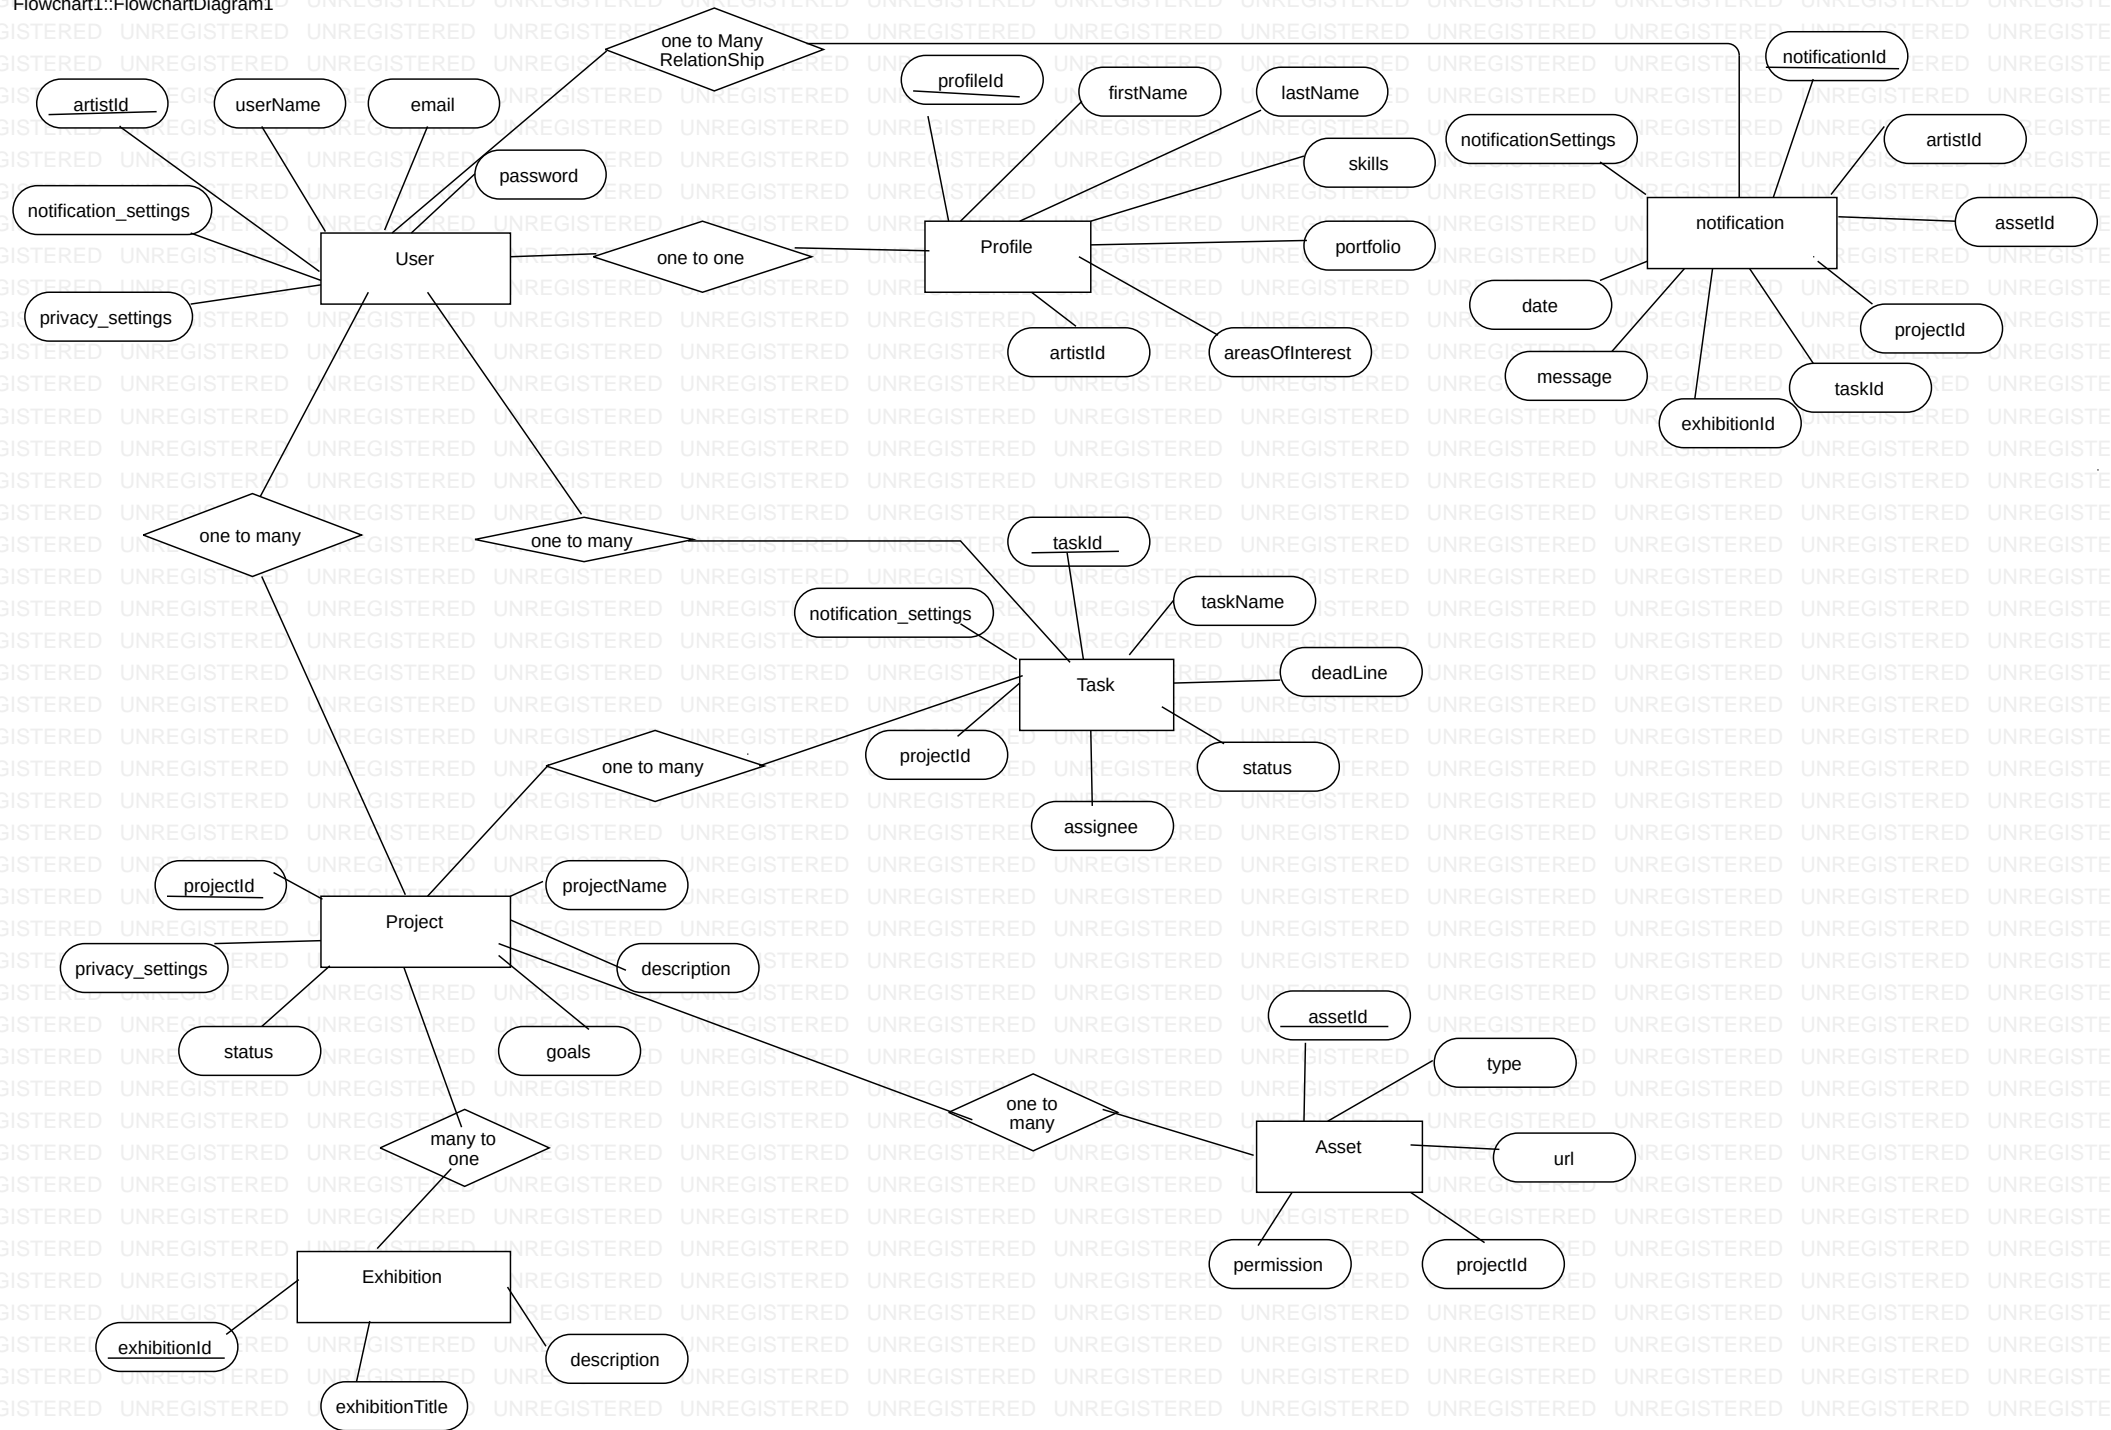 Flowchart1::FlowchartDiagram1
one to Many
RelationShip
notificationId
profileId
firstName
lastName
artistId
userName
email
notificationSettings
artistId
skills
password
notification_settings
assetId
notification
User
one to one
Profile
portfolio
date
privacy_settings
projectId
artistId
areasOfInterest
message
taskId
exhibitionId
one to many
one to many
taskId
notification_settings
taskName
Task
deadLine
projectId
one to many
status
assignee
projectId
projectName
Project
privacy_settings
description
status
goals
assetId
type
one to
many
many to
one
Asset
url
permission
projectId
Exhibition
exhibitionId
description
exhibitionTitle
UNREGISTERED